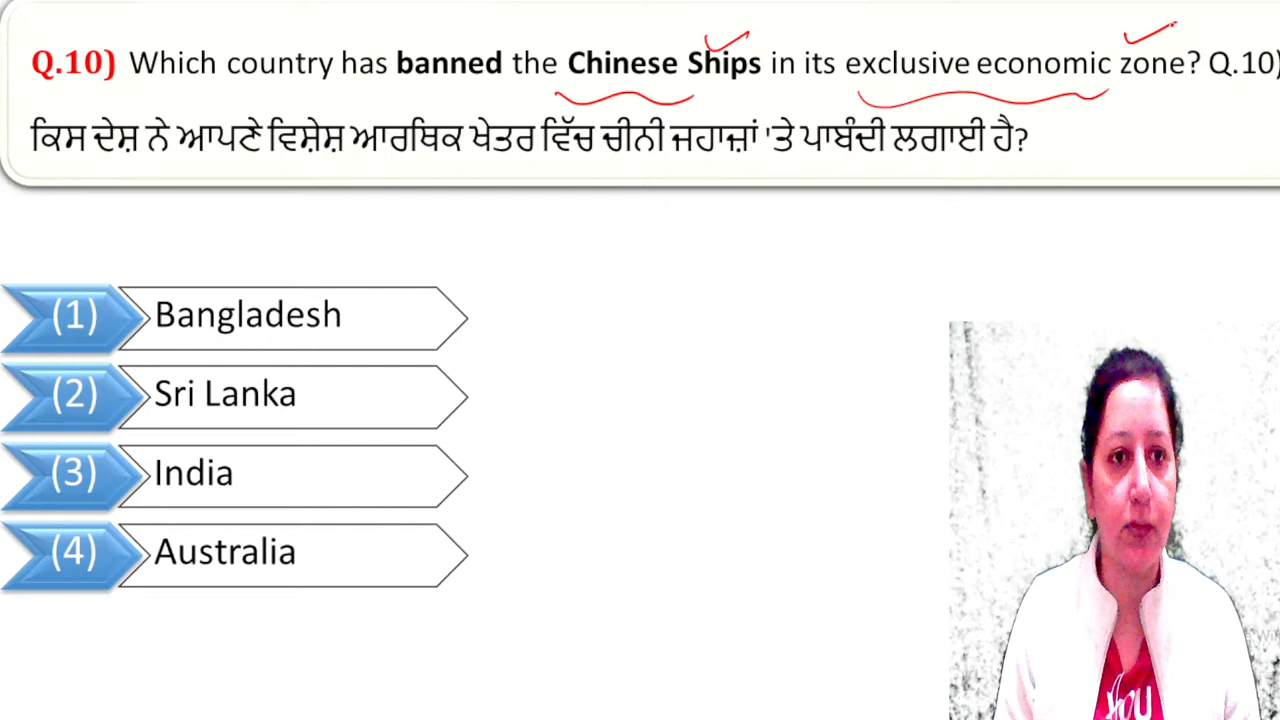 Q.10) Which country has banned the Chinese Ships in its exclusive economic zone? Q.10)
ਕਿਸ ਦੇਸ਼ ਨੇ ਆਪਣੇ ਵਿਸ਼ੇਸ਼ ਆਰਥਿਕ ਖੇਤਰ ਵਿੱਚ ਚੀਨੀ ਜਹਾਜ਼ਾਂ 'ਤੇ ਪਾਬੰਦੀ ਲਗਾਈ ਹੈ?
(1) Bangladesh
(2) Sri Lanka
(3) India
(4) Australia